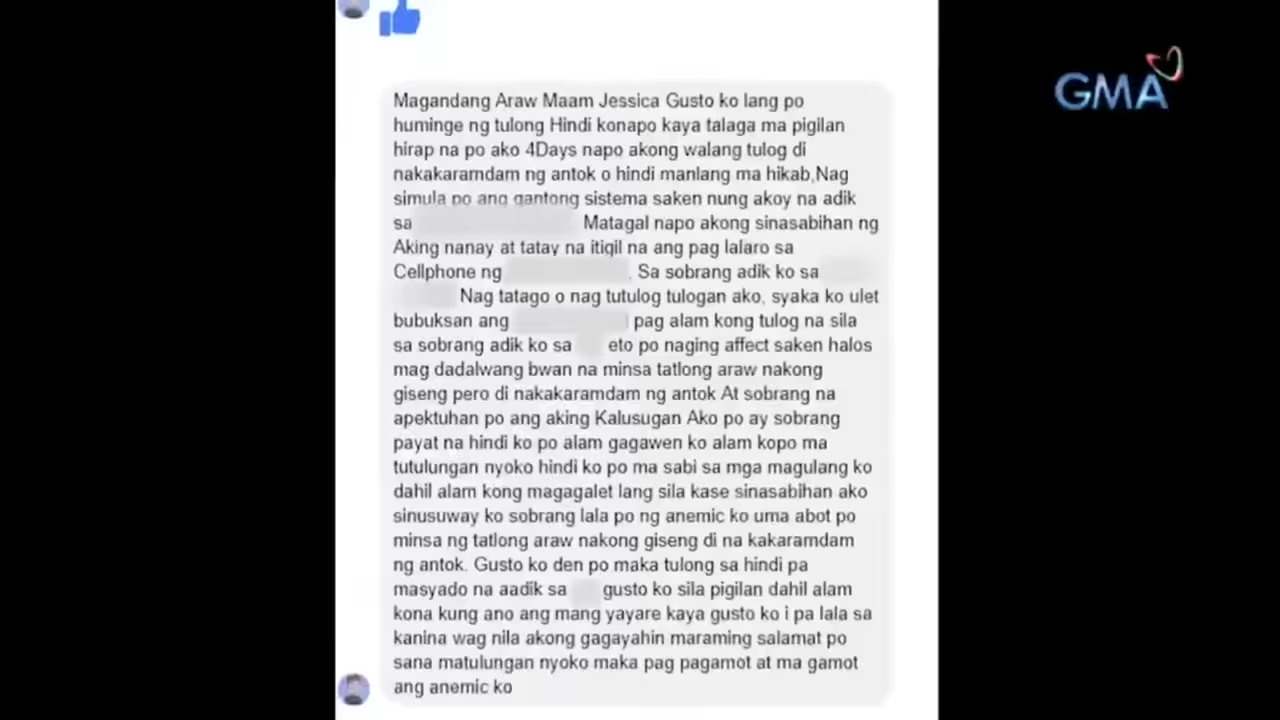 GMA
Magandang Araw Maam Jessica Gusto ko lang po
huminge ng tulong Hindi konapo kaya talaga ma pigilan
hirap na po ako 4Days napo akong walang tulog di
nakakaramdam ng antok o hindi manlang ma hikab,Nag
simula po ang gantong sistema saken nung akoy na adik
sa Matagal napo akong sinasabihan ng
Aking nanay at tatay na itigil na ang pag lalaro sa
Cellphone ng . Sa sobrang adik ko sa
Nag tatago o nag tutulog tulogan ako, syaka ko ulet
bubuksan ang pag alam kong tulog na sila
sa sobrang adik ko sa eto po naging affect saken halos
mag dadalwang bwan na minsa tatlong araw nakong
giseng pero di nakakaramdam ng antok At sobrang na
apektuhan po ang aking Kalusugan Ako po ay sobrang
payat na hindi ko po alam gagawen ko alam kopo ma
tutulungan nyoko hindi ko po ma sabi sa mga magulang ko
dahil alam kong magagalet lang sila kase sinasabihan ako
sinusuway ko sobrang lala po ng anemic ko uma abot po
minsa ng tatlong araw nakong giseng di na kakaramdam
ng antok. Gusto ko den po maka tulong sa hindi pa
masyado na aadik sa gusto ko sila pigilan dahil alam
kona kung ano ang mang yayare kaya gusto ko i pa lala sa
kanina wag nila akong gagayahin maraming salamat po
sana matulungan nyoko maka pag pagamot at ma gamot
ang anemic ko